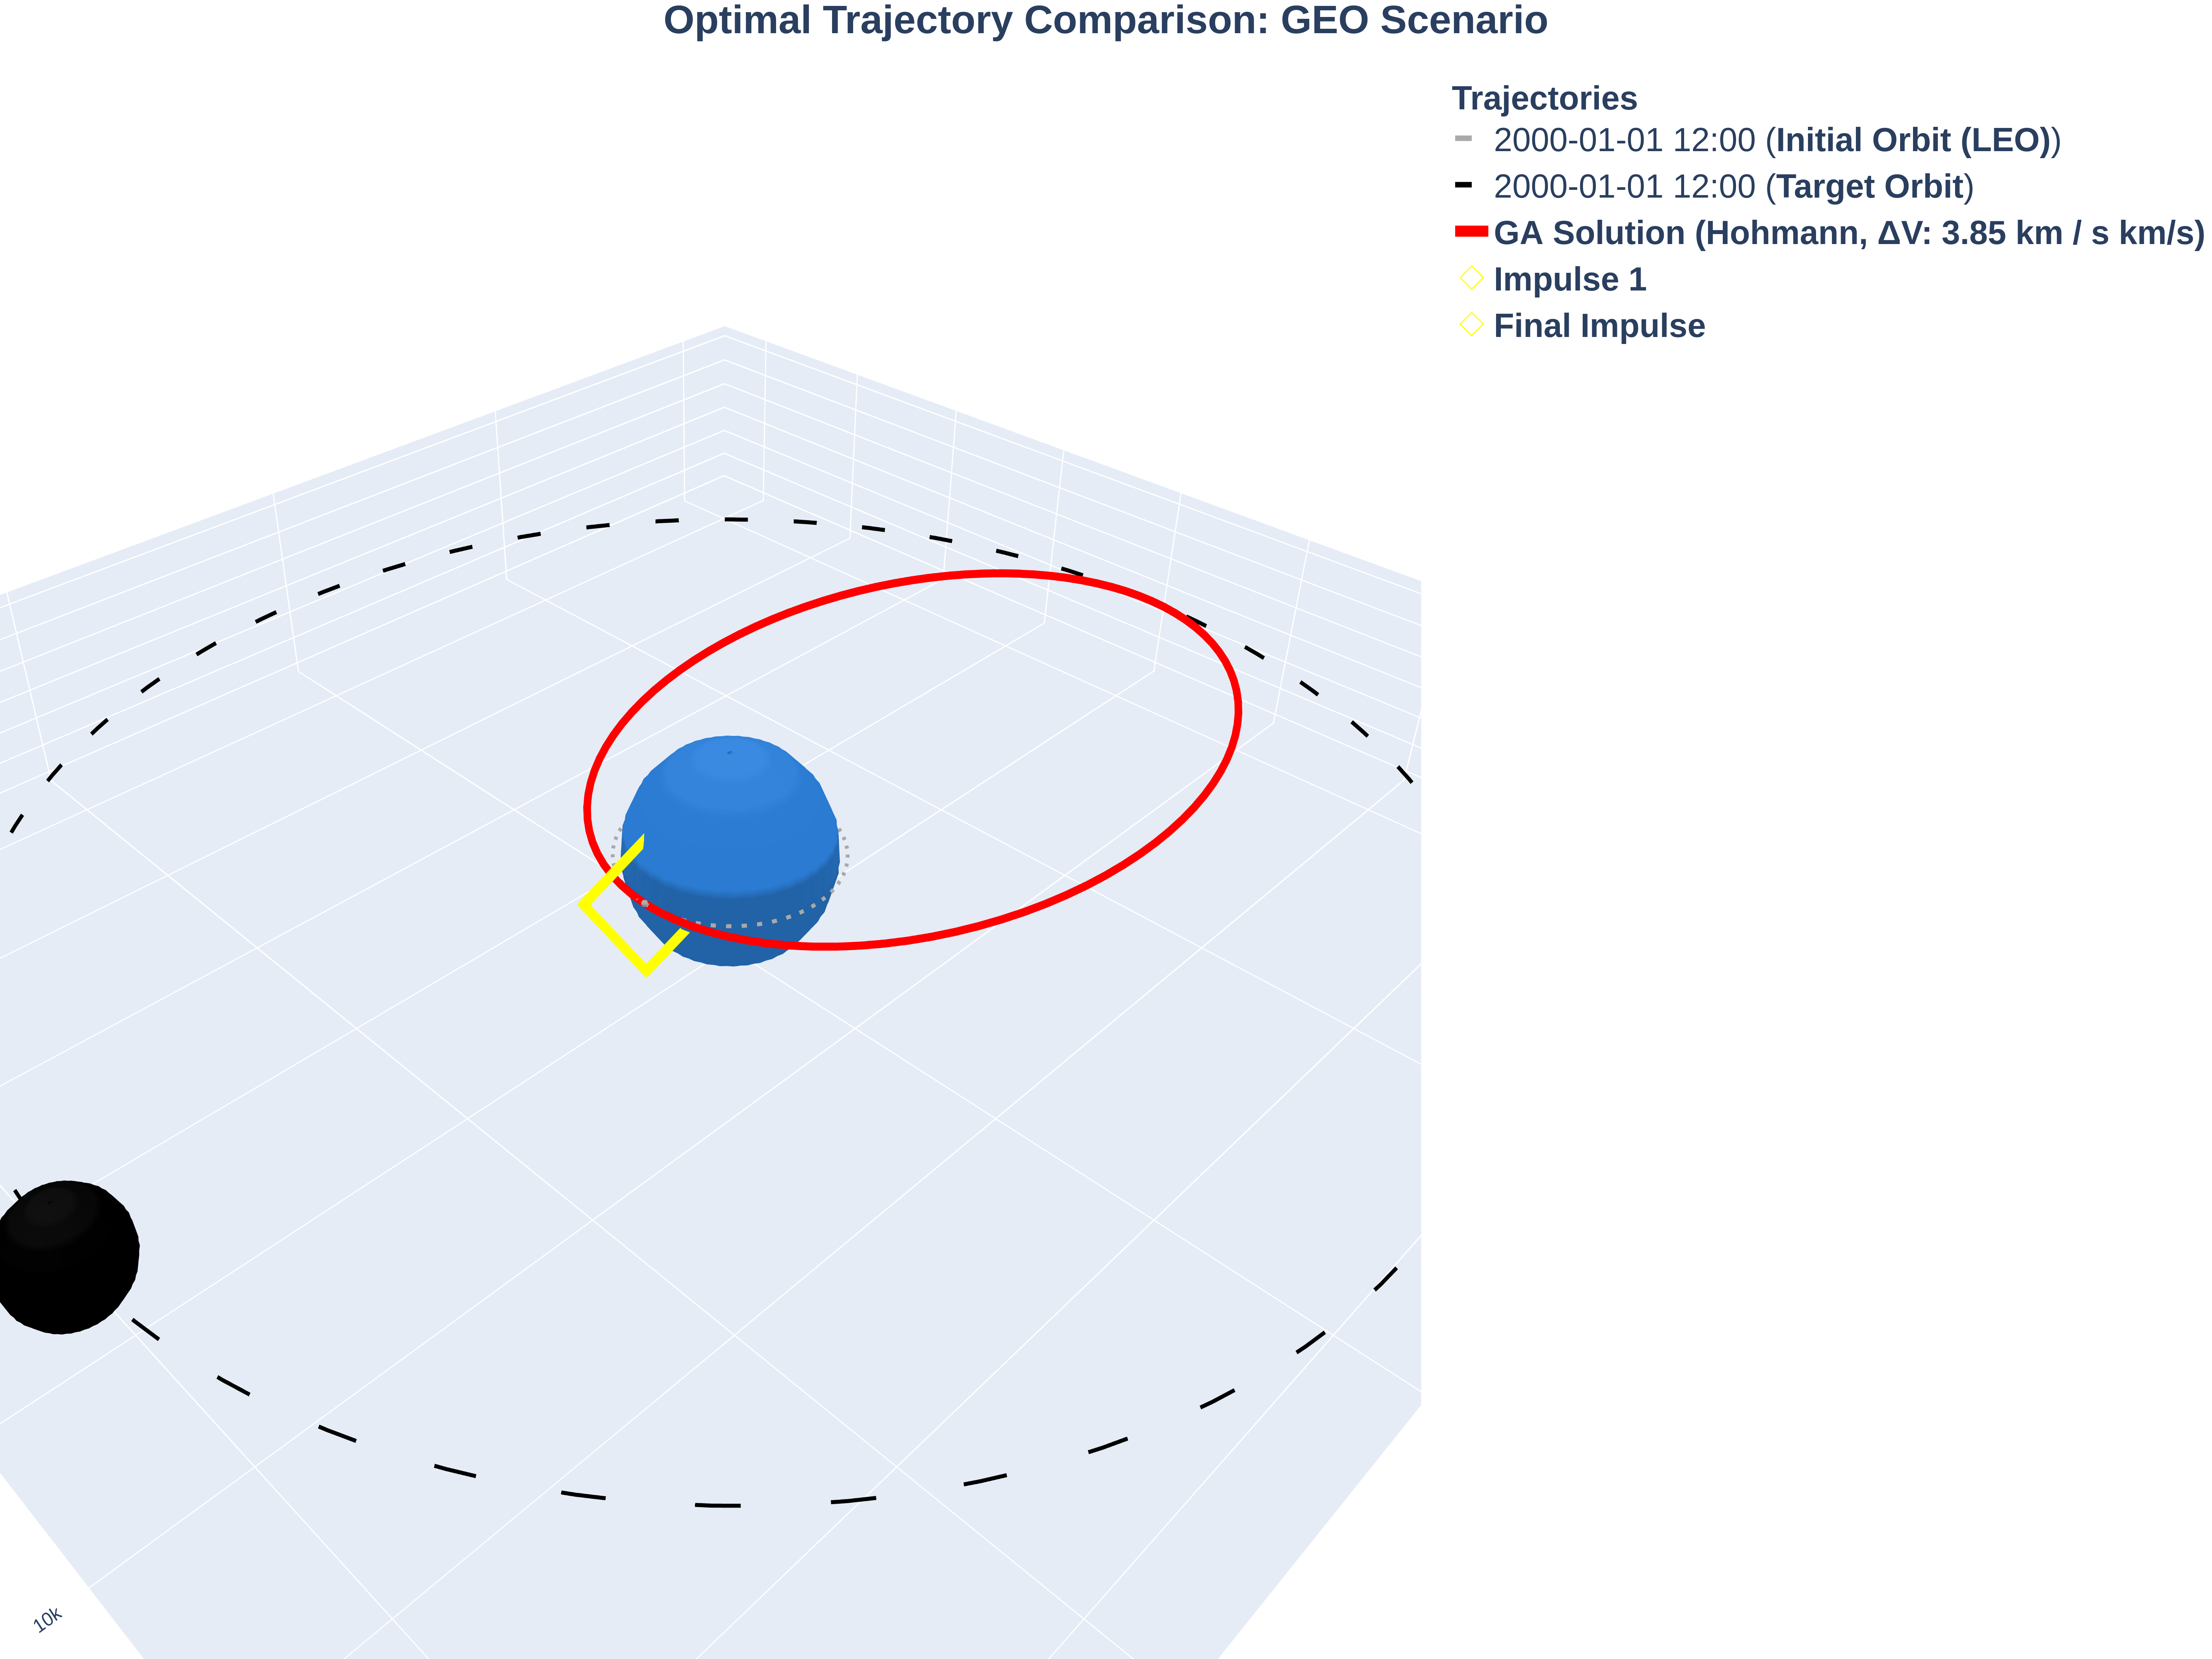 Optimal Trajectory Comparison: GEO Scenario
Trajectories
2000-01-01 12:00 (Initial Orbit (LEO))
2000-01-01 12:00 (Target Orbit)
GA Solution (Hohmann, ΔV: 3.85 km / s km/s)
Impulse 1
Final Impulse
10k